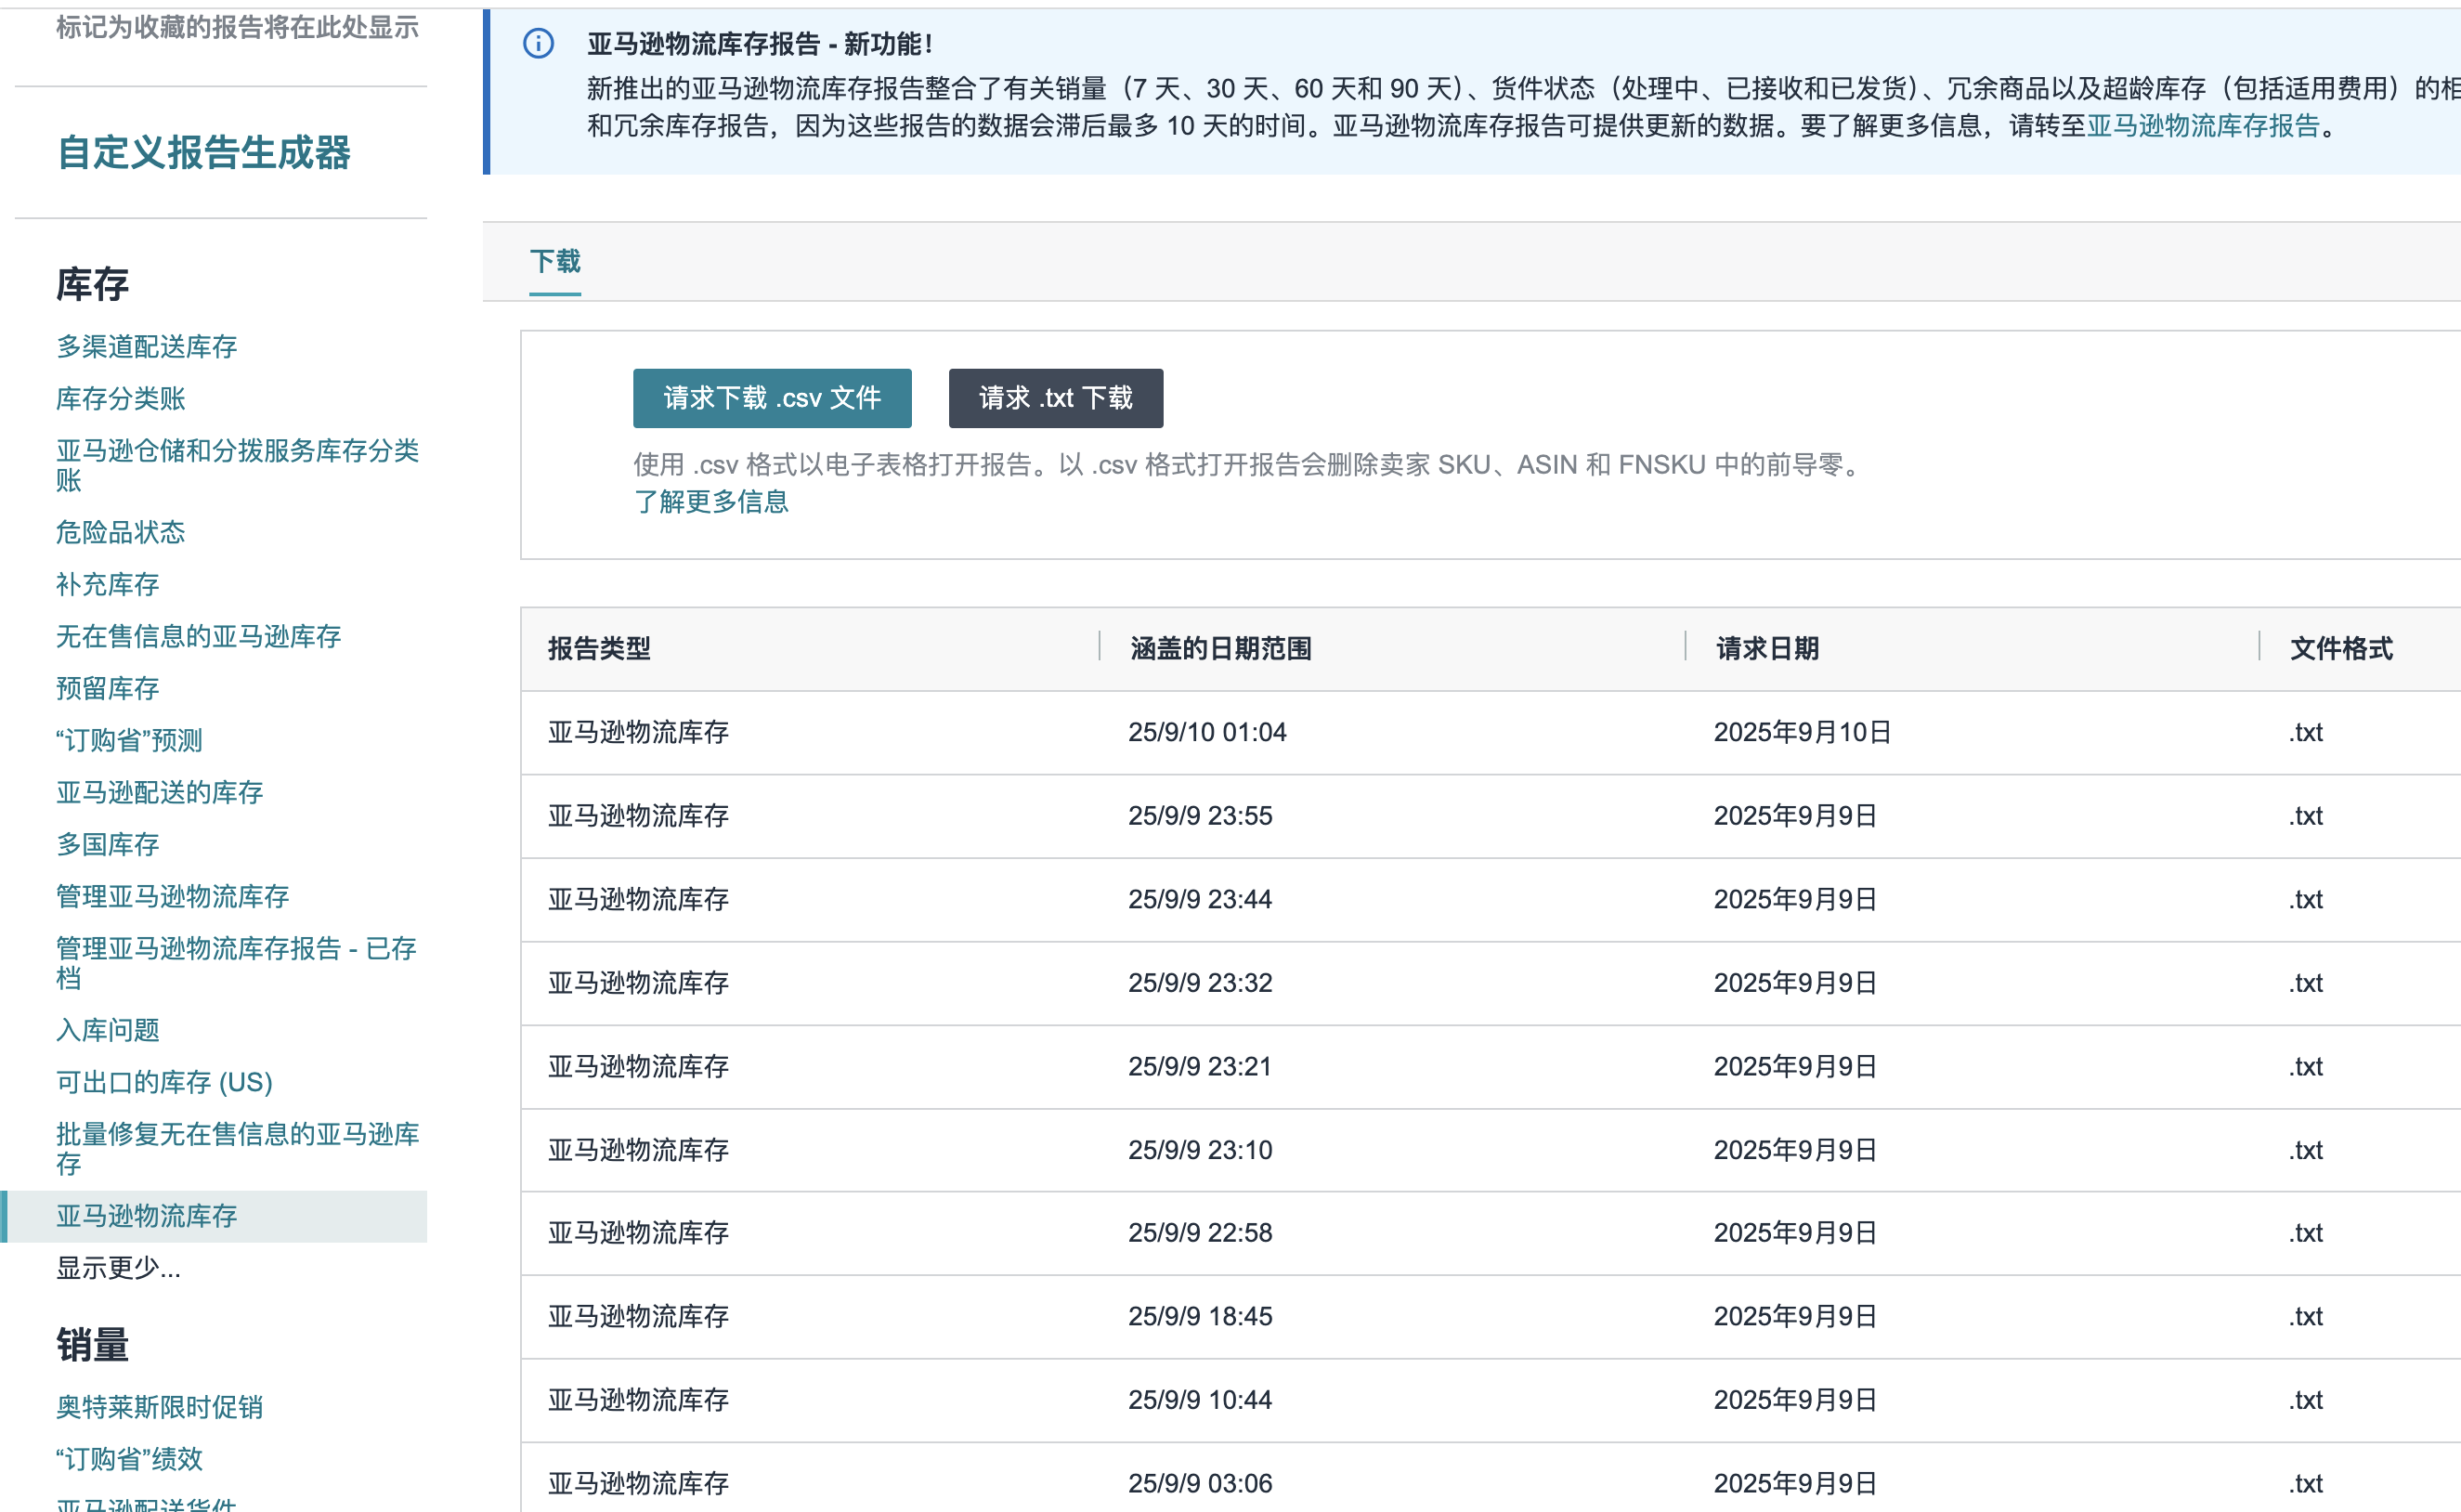 标记为收藏的报告将在此处显示
自定义报告生成器
库存
多渠道配送库存
库存分类账
亚马逊仓储和分拨服务库存分类
账
危险品状态
补充库存
无在售信息的亚马逊库存
预留库存
“订购省”预测
亚马逊配送的库存
多国库存
管理亚马逊物流库存
管理亚马逊物流库存报告 - 已存
档
入库问题
可出口的库存 (US)
批量修复无在售信息的亚马逊库
存
亚马逊物流库存
显示更少...
销量
奥特莱斯限时促销
“订购省”绩效
亚马逊配送货件
亚马逊物流库存报告 - 新功能！
新推出的亚马逊物流库存报告整合了有关销量（7 天、30 天、60 天和 90 天）、货件状态（处理中、已接收和已发货）、冗余商品以及超龄库存（包括适用费用）的相
和冗余库存报告，因为这些报告的数据会滞后最多 10 天的时间。亚马逊物流库存报告可提供更新的数据。要了解更多信息，请转至亚马逊物流库存报告。
下载
请求下载 .csv 文件 请求 .txt 下载
使用 .csv 格式以电子表格打开报告。以 .csv 格式打开报告会删除卖家 SKU、ASIN 和 FNSKU 中的前导零。
了解更多信息
报告类型 涵盖的日期范围 请求日期 文件格式
亚马逊物流库存 25/9/10 01:04 2025年9月10日 .txt
亚马逊物流库存 25/9/9 23:55 2025年9月9日 .txt
亚马逊物流库存 25/9/9 23:44 2025年9月9日 .txt
亚马逊物流库存 25/9/9 23:32 2025年9月9日 .txt
亚马逊物流库存 25/9/9 23:21 2025年9月9日 .txt
亚马逊物流库存 25/9/9 23:10 2025年9月9日 .txt
亚马逊物流库存 25/9/9 22:58 2025年9月9日 .txt
亚马逊物流库存 25/9/9 18:45 2025年9月9日 .txt
亚马逊物流库存 25/9/9 10:44 2025年9月9日 .txt
亚马逊物流库存 25/9/9 03:06 2025年9月9日 .txt